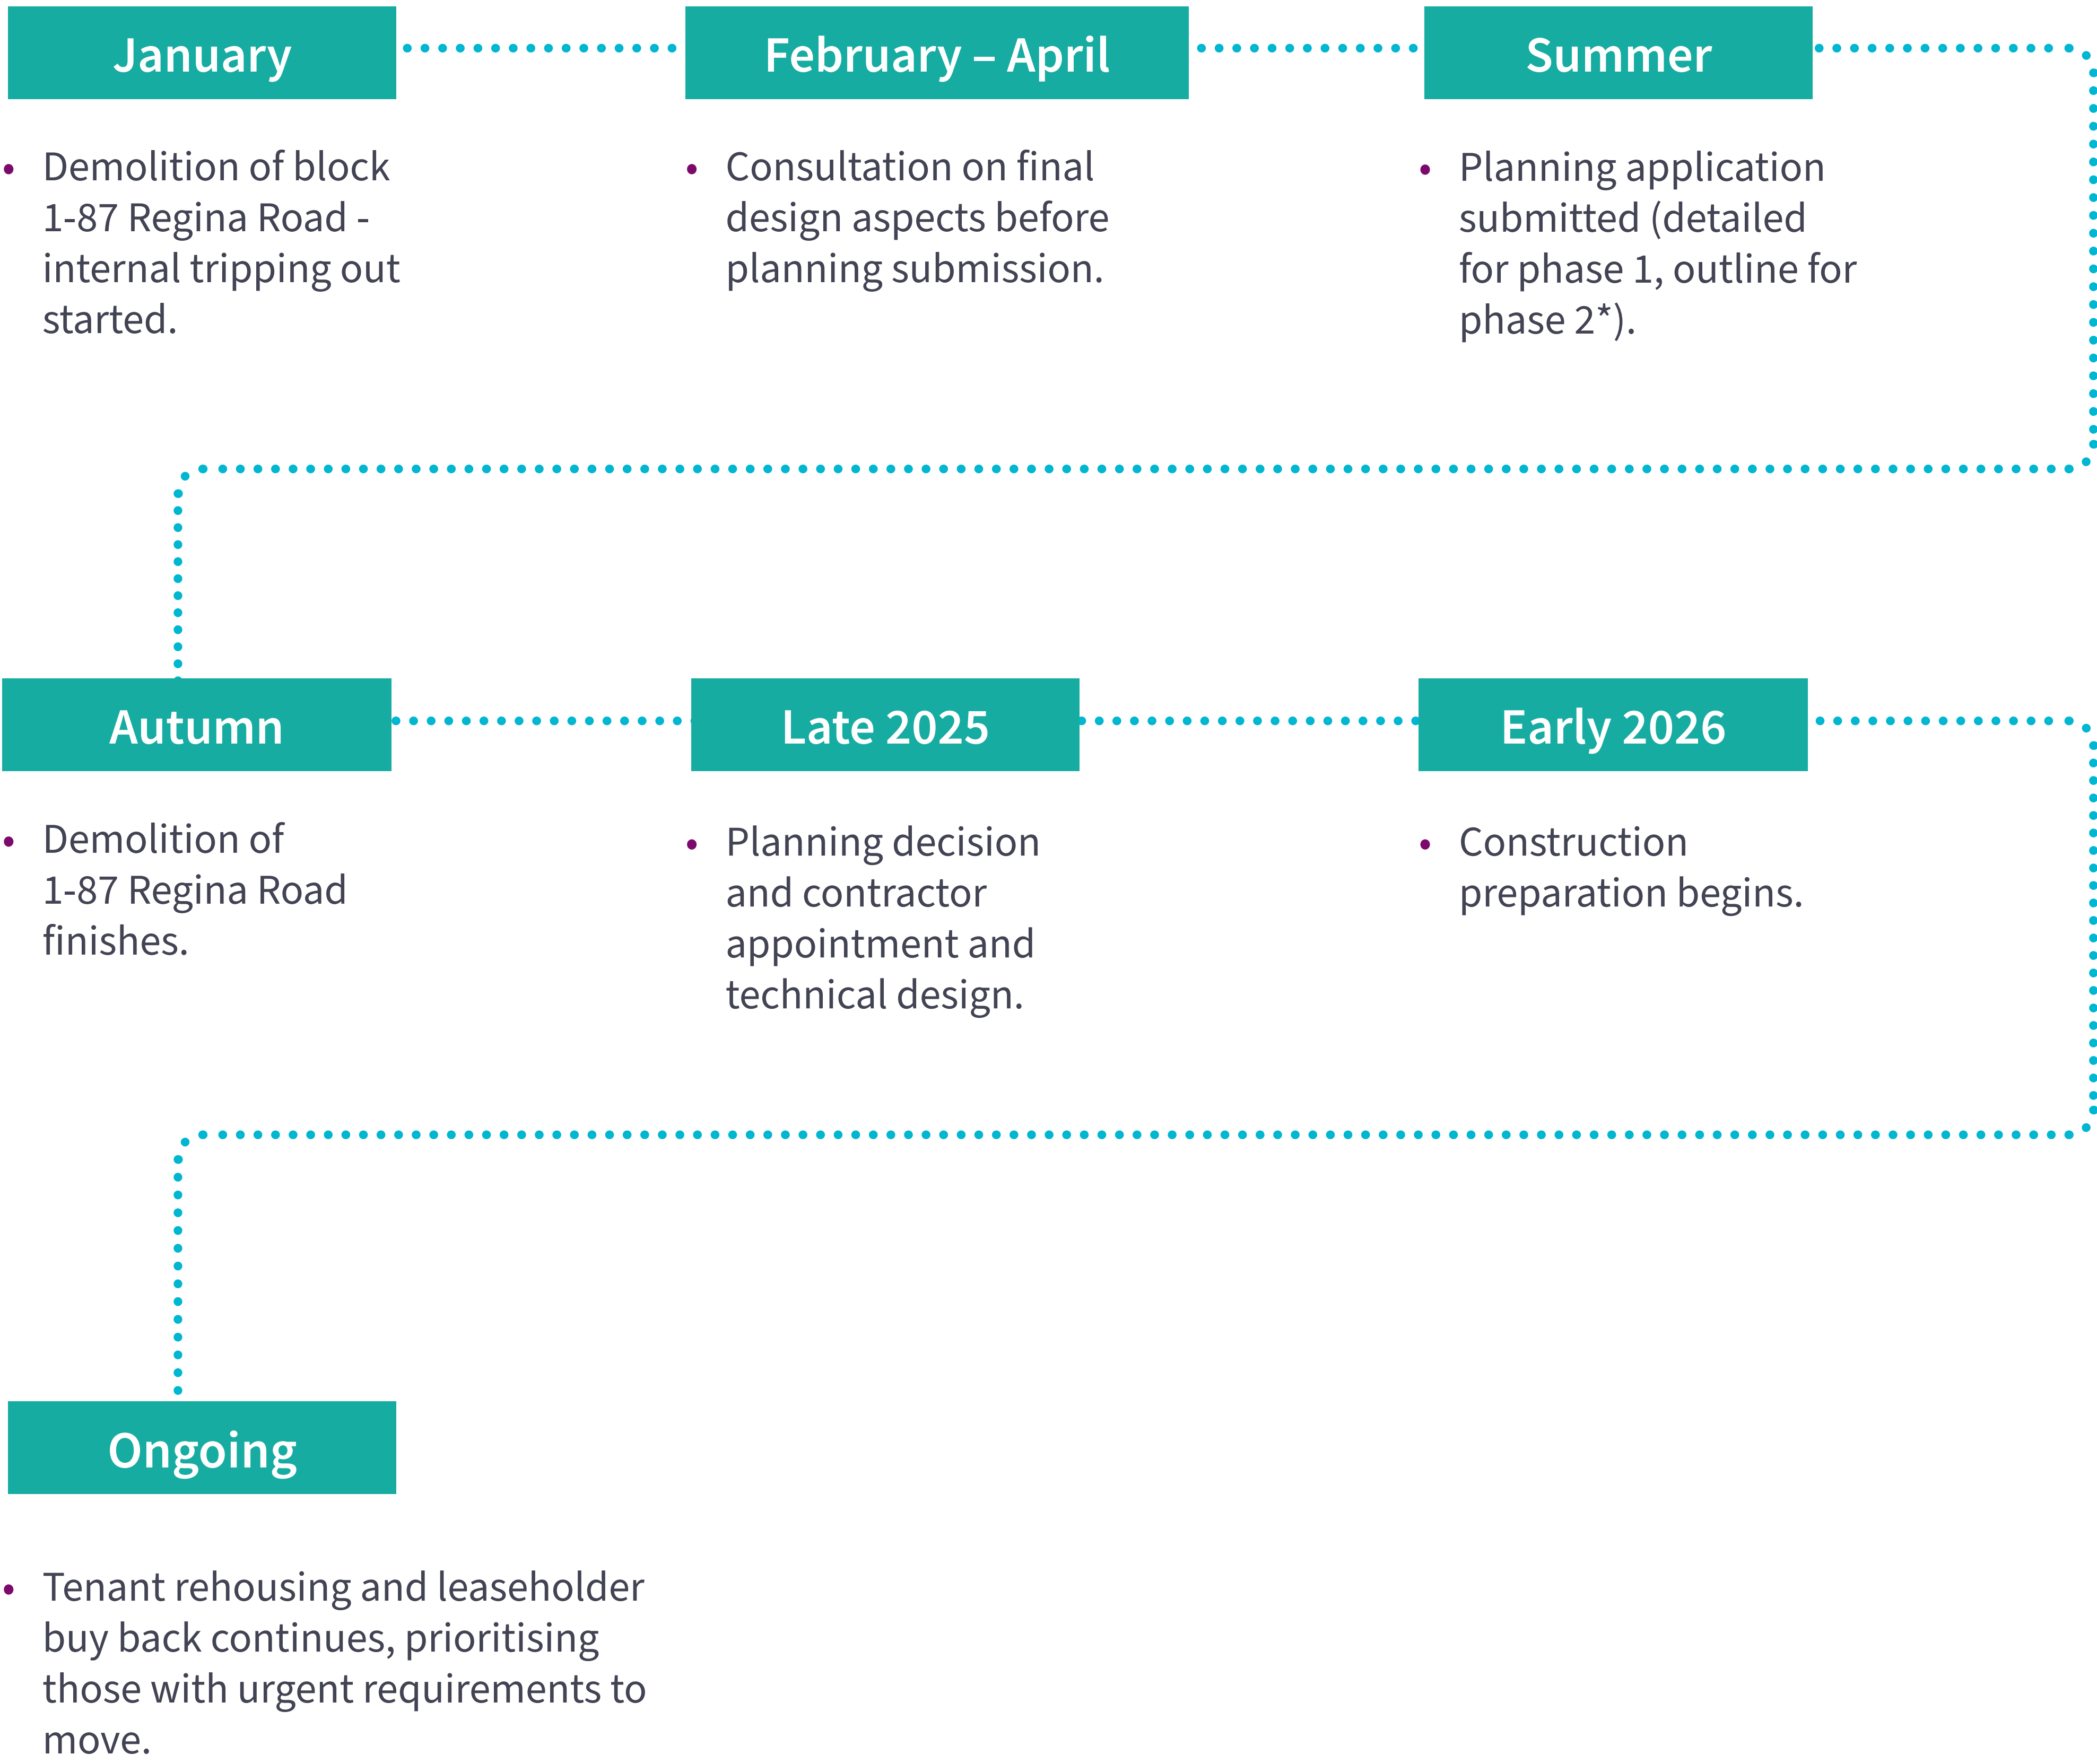 January
February – April
Summer
• Demolition of block
1-87 Regina Road -
internal tripping out
started.
• Consultation on final
design aspects before
planning submission.
• Planning application
submitted (detailed
for phase 1, outline for
phase 2*).
Autumn
Late 2025
Early 2026
• Demolition of
1-87 Regina Road
finishes.
• Planning decision
and contractor
appointment and
technical design.
• Construction
preparation begins.
Ongoing
• Tenant rehousing and leaseholder
buy back continues, prioritising
those with urgent requirements to
move.